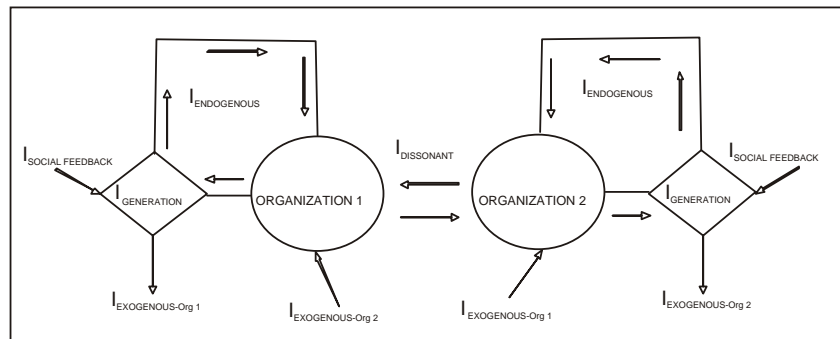 I ENDOGENOUS
I ENDOGENOUS
I SOCIAL FEEDBACK
I DISSONANT
I SOCIAL FEEDBACK
I GENERATION
ORGANIZATION 1
ORGANIZATION 2
I GENERATION
I EXOGENOUS-Org 1
I EXOGENOUS-Org 2
I EXOGENOUS-Org 1
I EXOGENOUS-Org 2